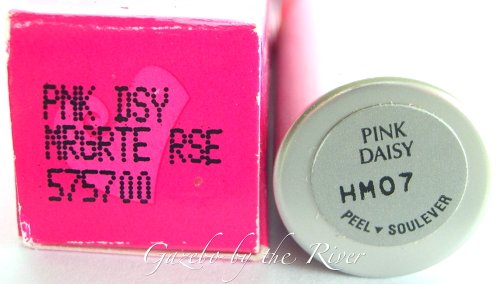 PNK DSY
MRGRTE RSE
575700
PINK
DAISY
HM07
PEEL ▾ SOULEVER
Gazebo by the River